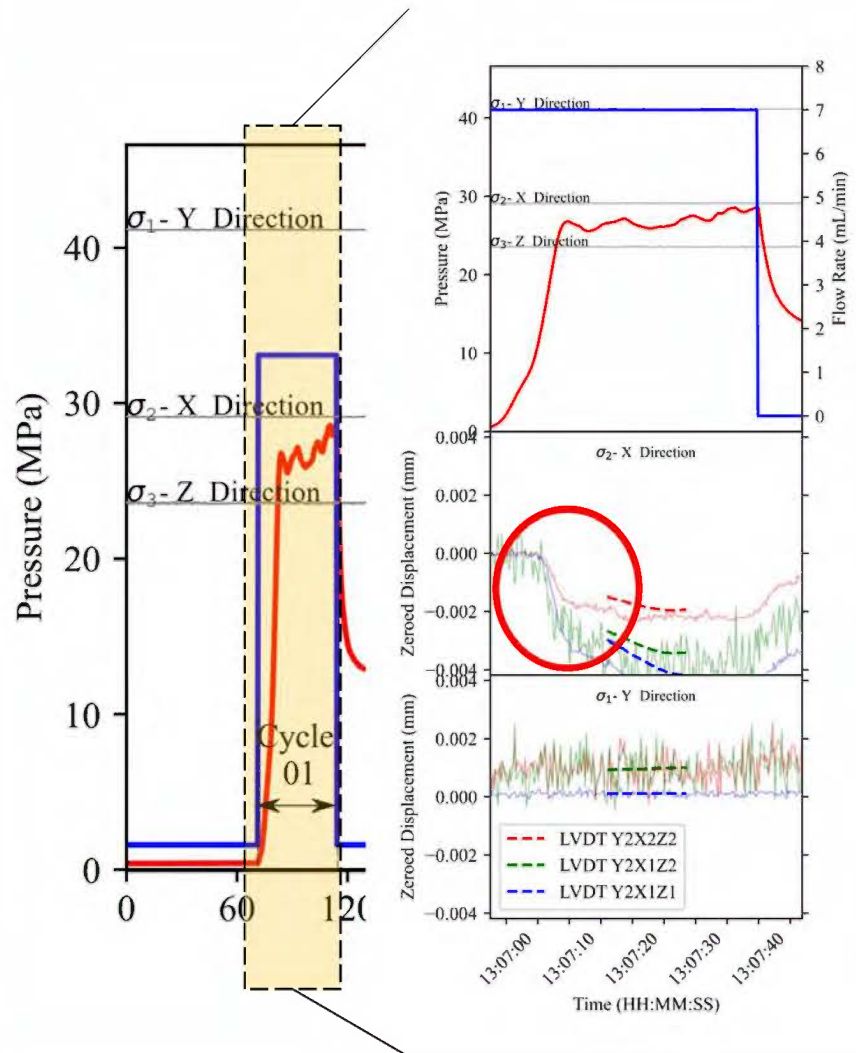 σ₁- Y Direction
σ₂- X Direction
σ₃- Z Direction
Pressure (MPa)
40
30
20
10
0
Cycle
01
0
60
120
σ₁- Y Direction
σ₂- X Direction
σ₃- Z Direction
Pressure (MPa)
40
30
20
10
0
Flow Rate (mL/min)
8
7
6
5
4
3
2
1
0
σ₂- X Direction
Zeroed Displacement (mm)
0.004
0.002
0.000
−0.002
−0.004
σ₁- Y Direction
Zeroed Displacement (mm)
0.004
0.002
0.000
−0.002
−0.004
LVDT Y2X2Z2
LVDT Y2X1Z2
LVDT Y2X1Z1
13:07:00
13:07:10
13:07:20
13:07:30
13:07:40
Time (HH:MM:SS)